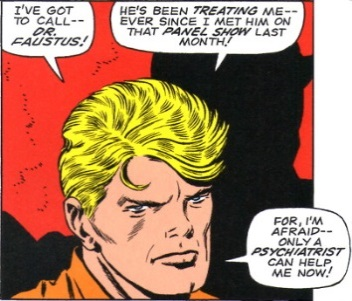 I'VE GOT
TO CALL--
DR.
FAUSTUS!
HE'S BEEN TREATING ME--
EVER SINCE I MET HIM ON
THAT PANEL SHOW LAST
MONTH!
FOR, I'M
AFRAID--
ONLY A
PSYCHIATRIST
CAN HELP
ME NOW!